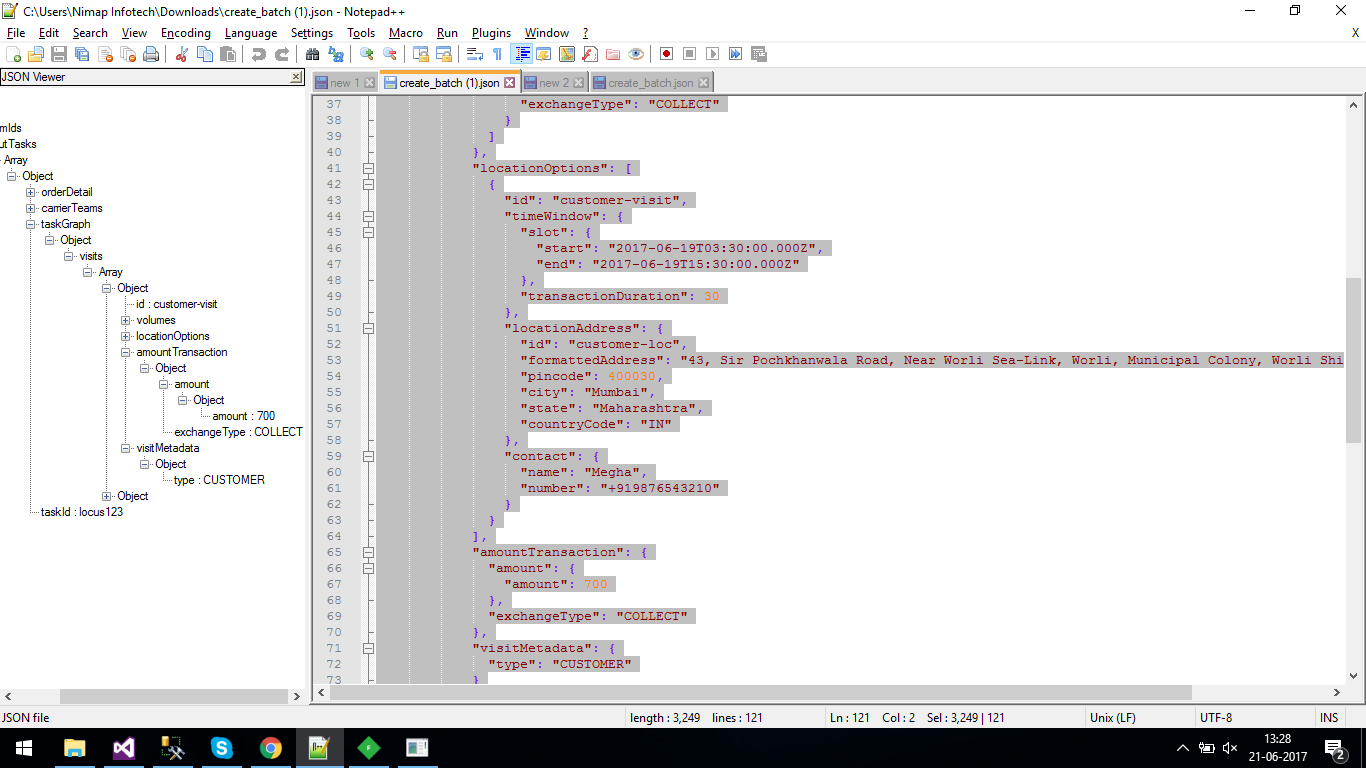 C:\Users\Nimap Infotech\Downloads\create_batch (1).json - Notepad++
File Edit Search View Encoding Language Settings Tools Macro Run Plugins Window ? X
JSON Viewer
new 1 create_batch (1).json new 2 create_batch.json
mIds
utTasks
Array
Object
orderDetail
carrierTeams
taskGraph
Object
visits
Array
Object
id : customer-visit
volumes
locationOptions
amountTransaction
Object
amount
Object
amount : 700
exchangeType : COLLECT
visitMetadata
Object
type : CUSTOMER
Object
taskId : locus123
37 "exchangeType": "COLLECT"
38 }
39 ]
40 },
41 "locationOptions": [
42 {
43 "id": "customer-visit",
44 "timeWindow": {
45 "slot": {
46 "start": "2017-06-19T03:30:00.000Z",
47 "end": "2017-06-19T15:30:00.000Z"
48 },
49 "transactionDuration": 30
50 },
51 "locationAddress": {
52 "id": "customer-loc",
53 "formattedAddress": "43, Sir Pochkhanwala Road, Near Worli Sea-Link, Worli, Municipal Colony, Worli Shi
54 "pincode": 400030,
55 "city": "Mumbai",
56 "state": "Maharashtra",
57 "countryCode": "IN"
58 },
59 "contact": {
60 "name": "Megha",
61 "number": "+919876543210"
62 }
63 }
64 ],
65 "amountTransaction": {
66 "amount": {
67 "amount": 700
68 },
69 "exchangeType": "COLLECT"
70 },
71 "visitMetadata": {
72 "type": "CUSTOMER"
73 }
JSON file length : 3,249 lines : 121 Ln : 121 Col : 2 Sel : 3,249 | 121 Unix (LF) UTF-8 INS
13:28
21-06-2017
2